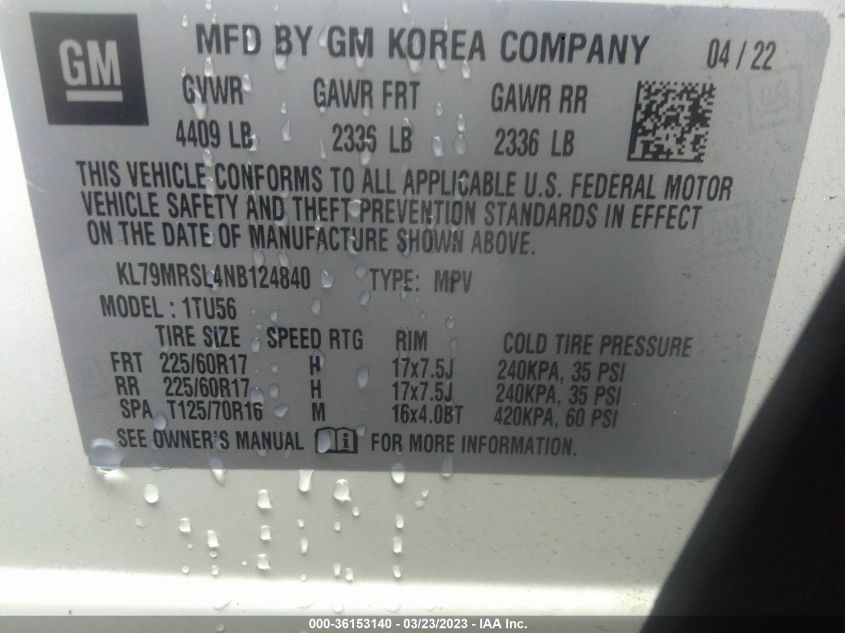 GM
MFD BY GM KOREA COMPANY 04 / 22
GVWR GAWR FRT GAWR RR
4409 LB 2336 LB 2336 LB
THIS VEHICLE CONFORMS TO ALL APPLICABLE U.S. FEDERAL MOTOR
VEHICLE SAFETY AND THEFT PREVENTION STANDARDS IN EFFECT
ON THE DATE OF MANUFACTURE SHOWN ABOVE.
KL79MRSL4NB124840 TYPE: MPV
MODEL : 1TU56
TIRE SIZE SPEED RTG RIM COLD TIRE PRESSURE
FRT 225/60R17 H 17x7.5J 240KPA, 35 PSI
RR 225/60R17 H 17x7.5J 240KPA, 35 PSI
SPA T125/70R16 M 16x4.0BT 420KPA, 60 PSI
SEE OWNER'S MANUAL FOR MORE INFORMATION.
000-36153140 - 03/23/2023 - IAA Inc.